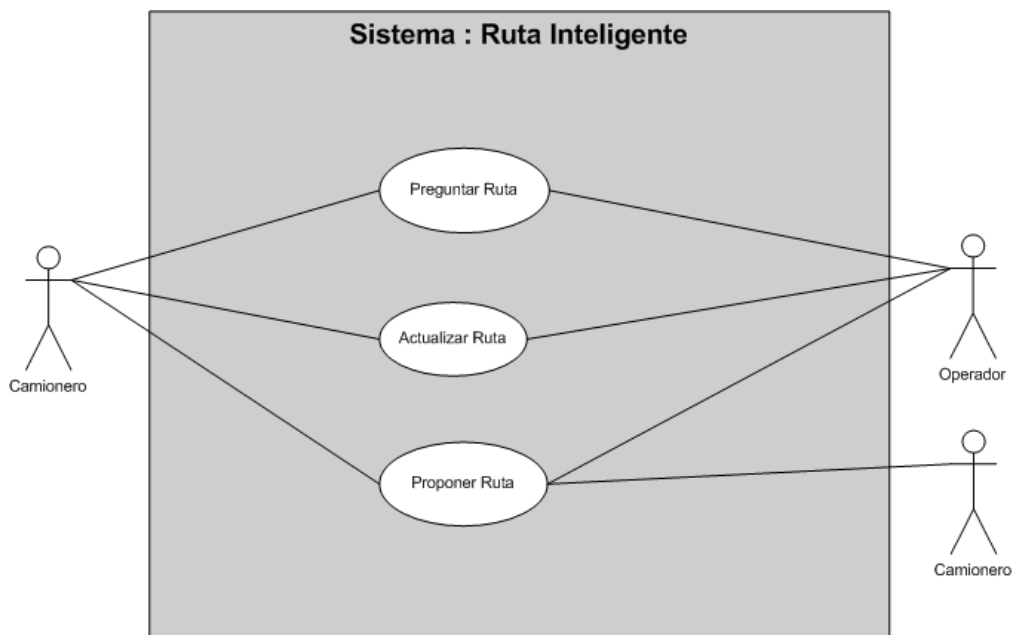 Sistema : Ruta Inteligente
Preguntar Ruta
Actualizar Ruta
Camionero
Operador
Proponer Ruta
Camionero